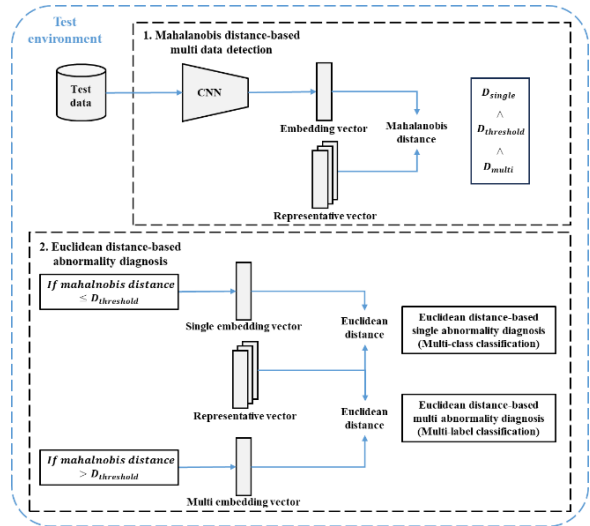 Test
environment
1. Mahalanobis distance-based
multi data detection
Test
data
CNN
Embedding vector
Mahalanobis
distance
Representative vector
D_single
∧
D_threshold
∧
D_multi
2. Euclidean distance-based
abnormality diagnosis
If mahalnobis distance
≤ D_threshold
Single embedding vector
Euclidean
distance
Euclidean distance-based
single abnormality diagnosis
(Multi-class classification)
Representative vector
Euclidean
distance
Euclidean distance-based
multi abnormality diagnosis
(Multi-label classification)
If mahalnobis distance
> D_threshold
Multi embedding vector